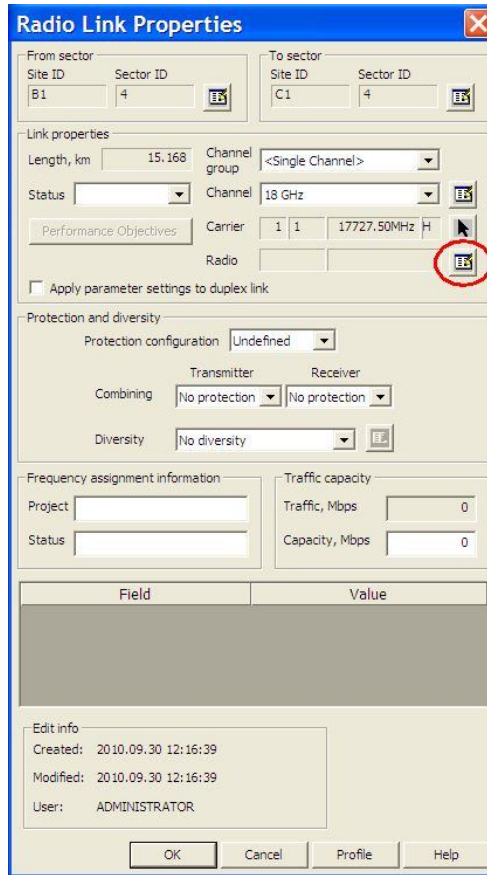 Radio Link Properties
From sector
Site ID Sector ID
B1 4
To sector
Site ID Sector ID
C1 4
Link properties
Length, km 15.168 Channel group <Single Channel>
Status Channel 18 GHz
Performance Objectives Carrier 1 1 17727.50MHz H
Radio
Apply parameter settings to duplex link
Protection and diversity
Protection configuration Undefined
Transmitter Receiver
Combining No protection No protection
Diversity No diversity
Frequency assignment information
Project
Status
Traffic capacity
Traffic, Mbps 0
Capacity, Mbps 0
Field Value
Edit info
Created: 2010.09.30 12:16:39
Modified: 2010.09.30 12:16:39
User: ADMINISTRATOR
OK Cancel Profile Help